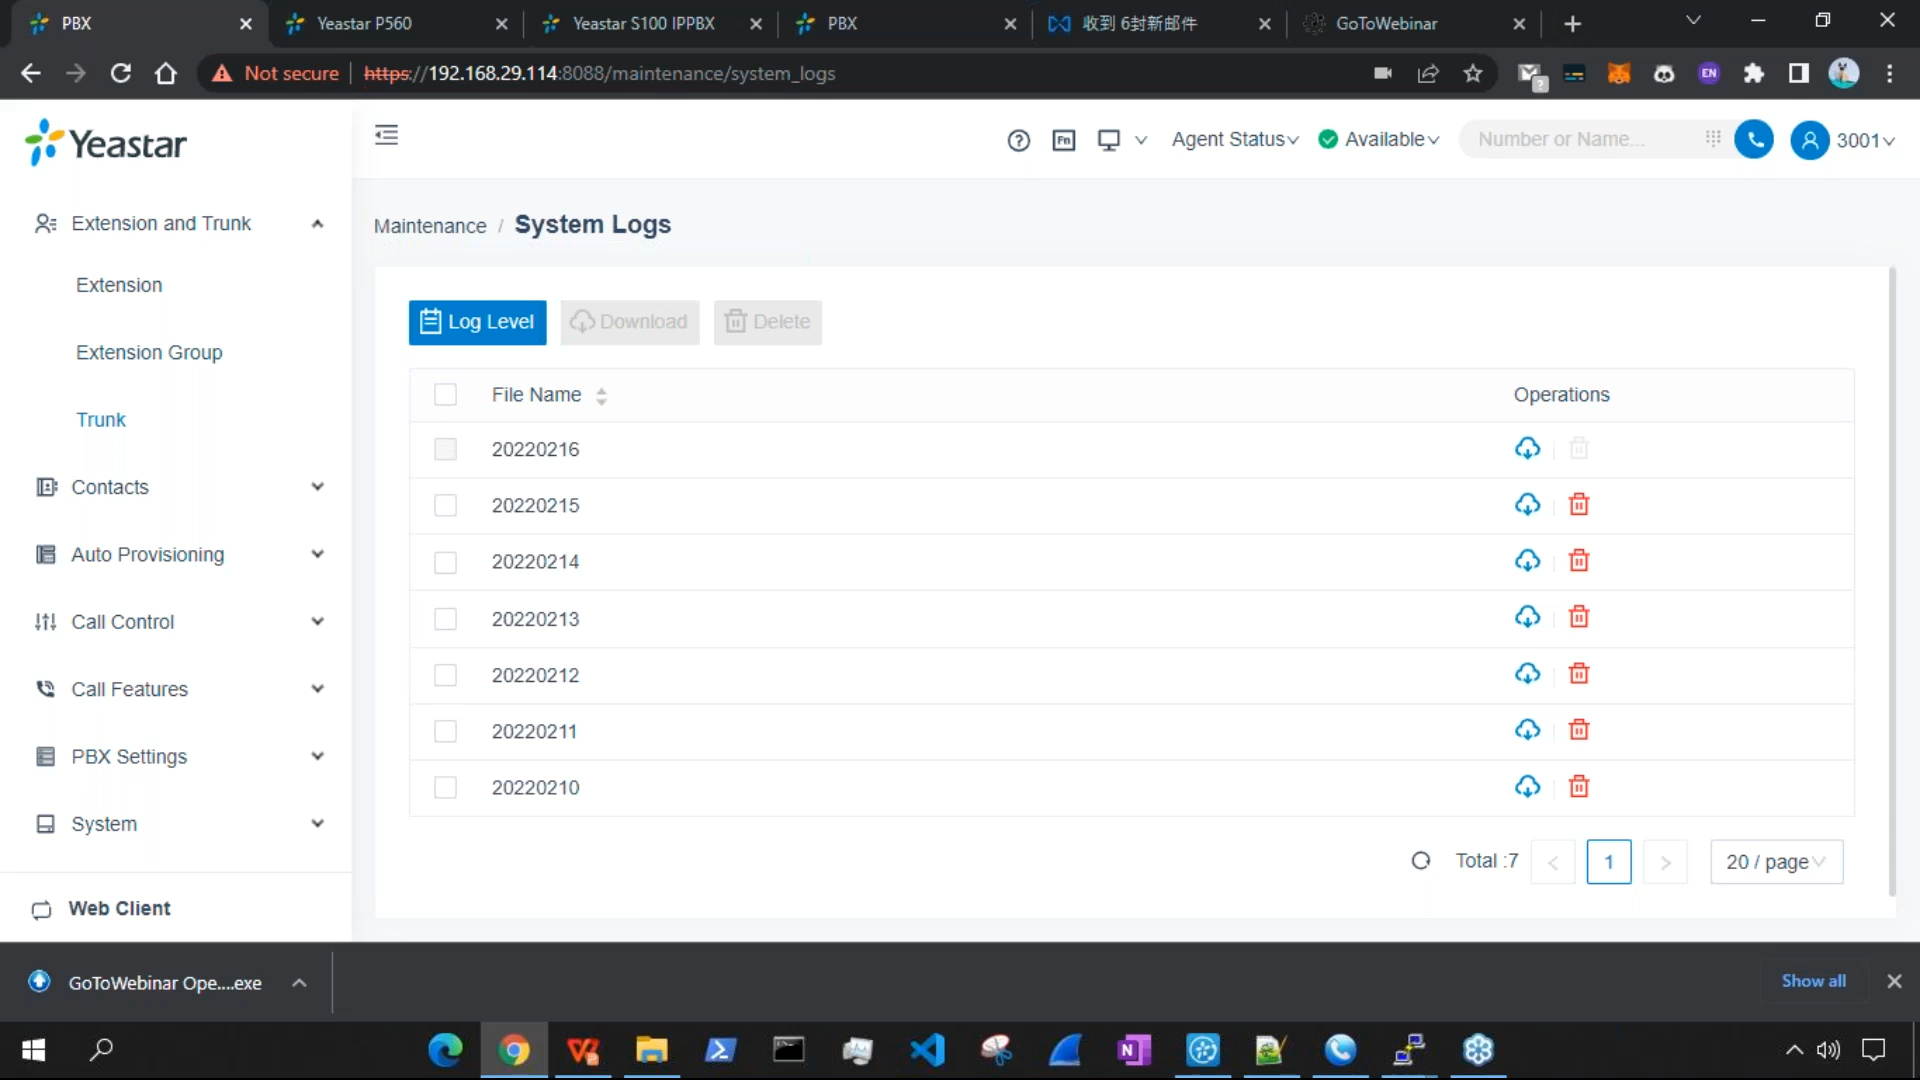 PBX
Yeastar P560
Yeastar S100 IPPBX
PBX
收到 6封新邮件
GoToWebinar
Not secure
https://192.168.29.114:8088/maintenance/system_logs
EN
Yeastar
Fn
Agent Status
Available
Number or Name...
3001
Extension and Trunk
Extension
Extension Group
Trunk
Contacts
Auto Provisioning
Call Control
Call Features
PBX Settings
System
Web Client
Maintenance / System Logs
Log Level
Download
Delete
File Name
Operations
20220216
20220215
20220214
20220213
20220212
20220211
20220210
Total :7
1
20 / page
GoToWebinar Ope....exe
Show all